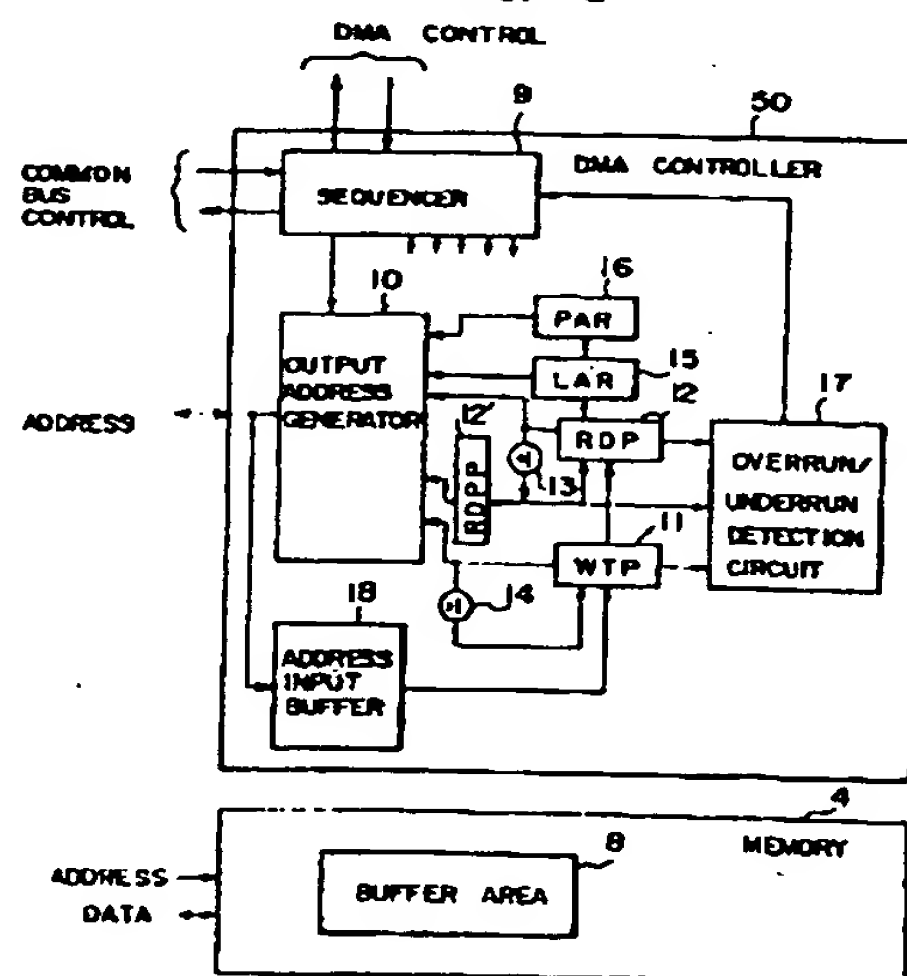 DMA CONTROL
9
50
COMMON
BUS
CONTROL
SEQUENCER
DMA CONTROLLER
10
16
PAR
15
LAR
OUTPUT
ADDRESS
GENERATOR
ADDRESS
12'
12
17
RDP
RDPP
13
OVERRUN/
UNDERRUN
DETECTION
CIRCUIT
11
WTP
14
18
ADDRESS
INPUT
BUFFER
4
MEMORY
8
ADDRESS
DATA
BUFFER AREA